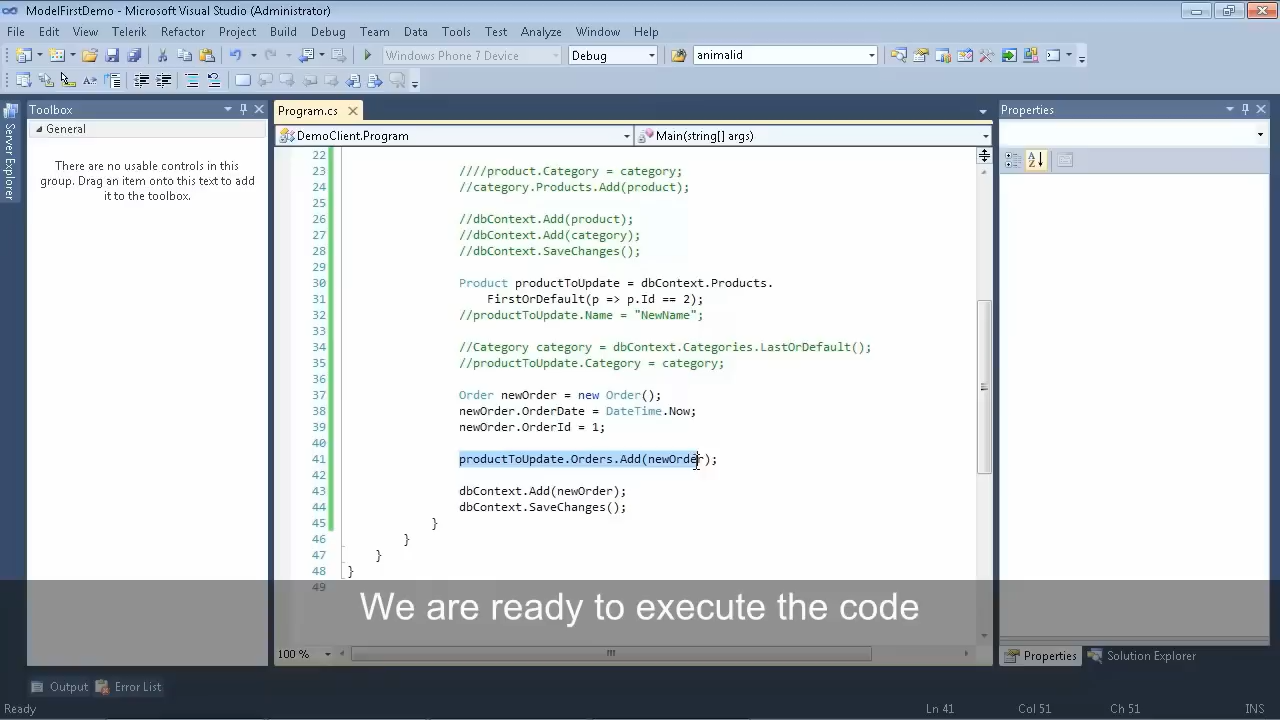 ModelFirstDemo - Microsoft Visual Studio (Administrator)
File Edit View Telerik Refactor Project Build Debug Team Data Tools Test Analyze Window Help
Windows Phone 7 Device Debug animalid
Toolbox
General
There are no usable controls in this
group. Drag an item onto this text to add
it to the toolbox.
Server Explorer
Program.cs
DemoClient.Program Main(string[] args)
22
23 ////product.Category = category;
24 //category.Products.Add(product);
25
26 //dbContext.Add(product);
27 //dbContext.Add(category);
28 //dbContext.SaveChanges();
29
30 Product productToUpdate = dbContext.Products.
31 FirstOrDefault(p => p.Id == 2);
32 //productToUpdate.Name = "NewName";
33
34 //Category category = dbContext.Categories.LastOrDefault();
35 //productToUpdate.Category = category;
36
37 Order newOrder = new Order();
38 newOrder.OrderDate = DateTime.Now;
39 newOrder.OrderId = 1;
40
41 productToUpdate.Orders.Add(newOrder);
42
43 dbContext.Add(newOrder);
44 dbContext.SaveChanges();
45 }
46 }
47 }
48 }
49
We are ready to execute the code
100 %
Properties
Properties Solution Explorer
Output Error List
Ready Ln 41 Col 51 Ch 51 INS